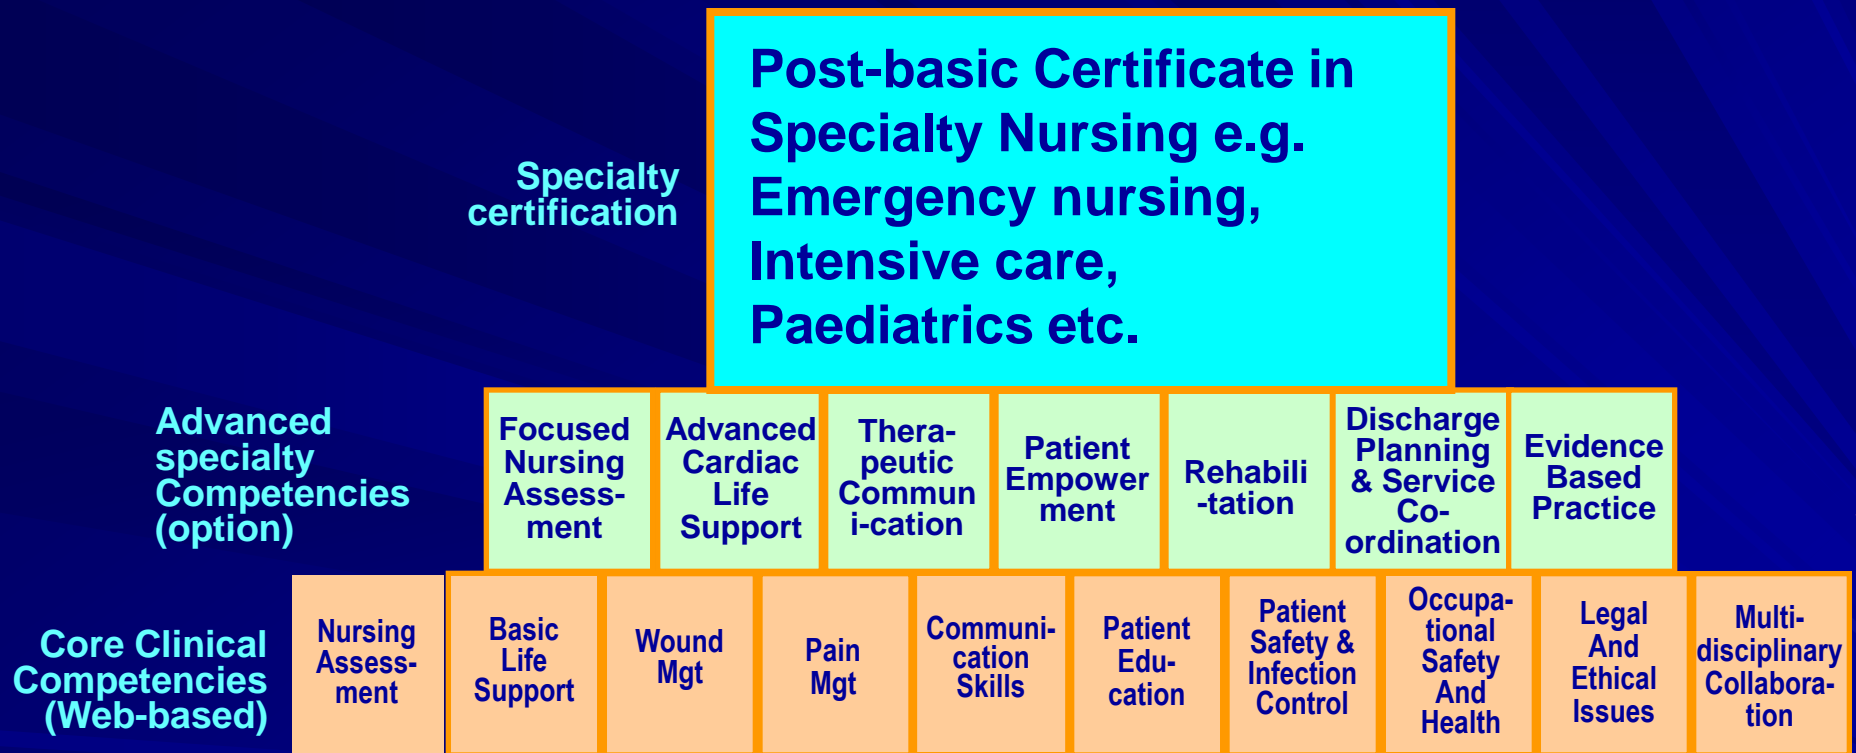 Post-basic Certificate in
Specialty Nursing e.g.
Emergency nursing,
Intensive care,
Paediatrics etc.
Specialty
certification
Advanced
specialty
Competencies
(option)
Focused
Nursing
Assess-
ment
Advanced
Cardiac
Life
Support
Thera-
peutic
Commun
i-cation
Patient
Empower
ment
Rehabili
-tation
Discharge
Planning
& Service
Co-
ordination
Evidence
Based
Practice
Core Clinical
Competencies
(Web-based)
Nursing
Assess-
ment
Basic
Life
Support
Wound
Mgt
Pain
Mgt
Communi-
cation
Skills
Patient
Edu-
cation
Patient
Safety &
Infection
Control
Occupa-
tional
Safety
And
Health
Legal
And
Ethical
Issues
Multi-
disciplinary
Collabora-
tion